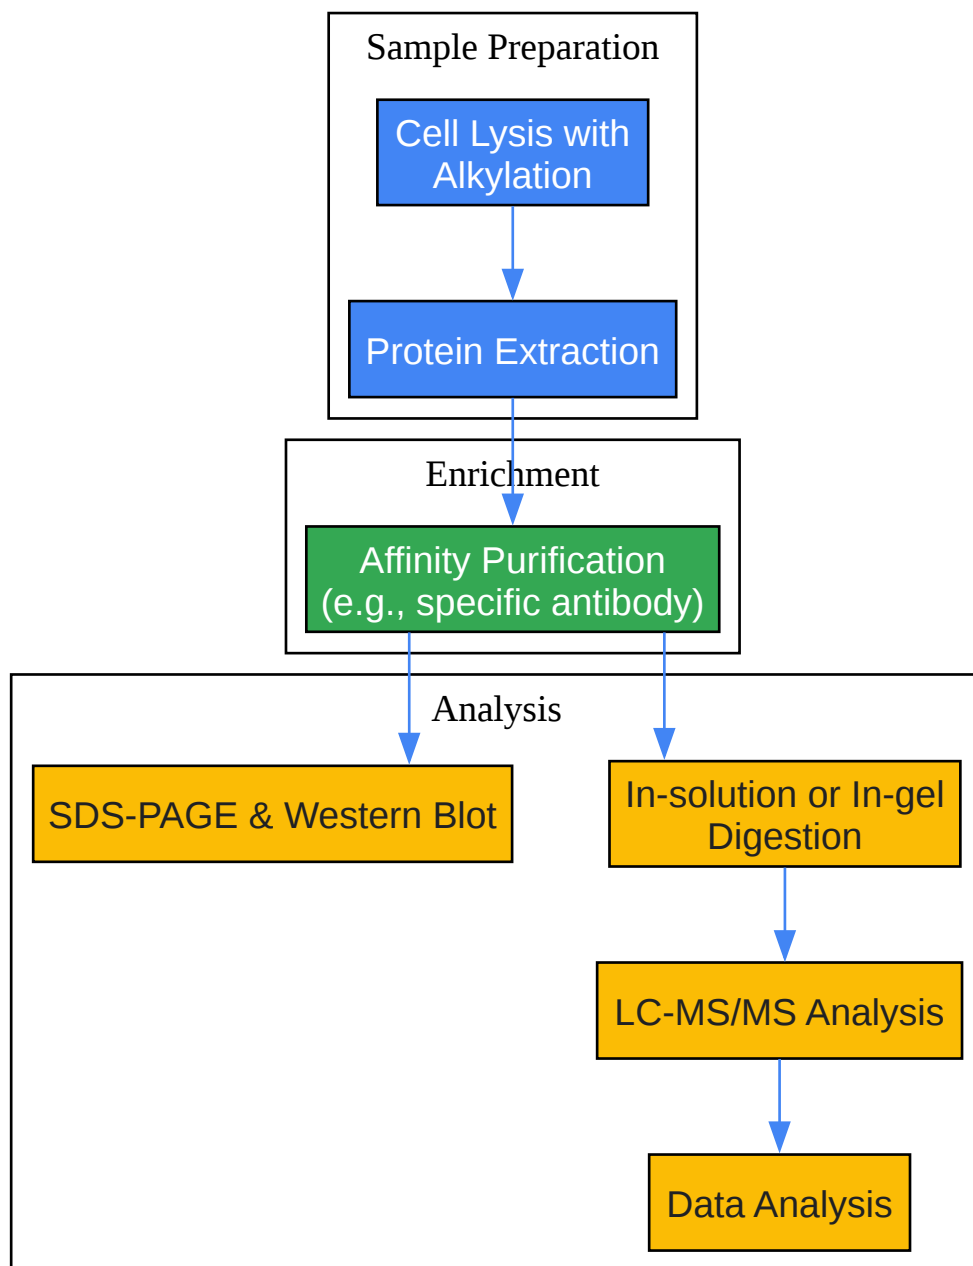 Sample Preparation
Cell Lysis with
Alkylation
Protein Extraction
Enrichment
Affinity Purification
(e.g., specific antibody)
Analysis
SDS-PAGE & Western Blot
In-solution or In-gel
Digestion
LC-MS/MS Analysis
Data Analysis